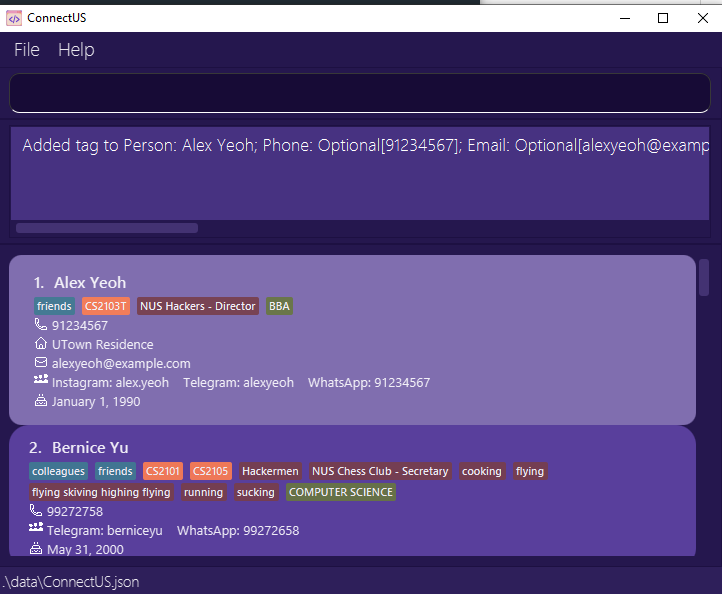 ConnectUS
File Help
Added tag to Person: Alex Yeoh; Phone: Optional[91234567]; Email: Optional[alexyeoh@examp
1. Alex Yeoh
friends CS2103T NUS Hackers - Director BBA
91234567
UTown Residence
alexyeoh@example.com
Instagram: alex.yeoh Telegram: alexyeoh WhatsApp: 91234567
January 1, 1990
2. Bernice Yu
colleagues friends CS2101 CS2105 Hackermen NUS Chess Club - Secretary cooking flying
flying skiving highing flying running sucking COMPUTER SCIENCE
99272758
Telegram: berniceyu WhatsApp: 99272658
May 31, 2000
.\data\ConnectUS.json